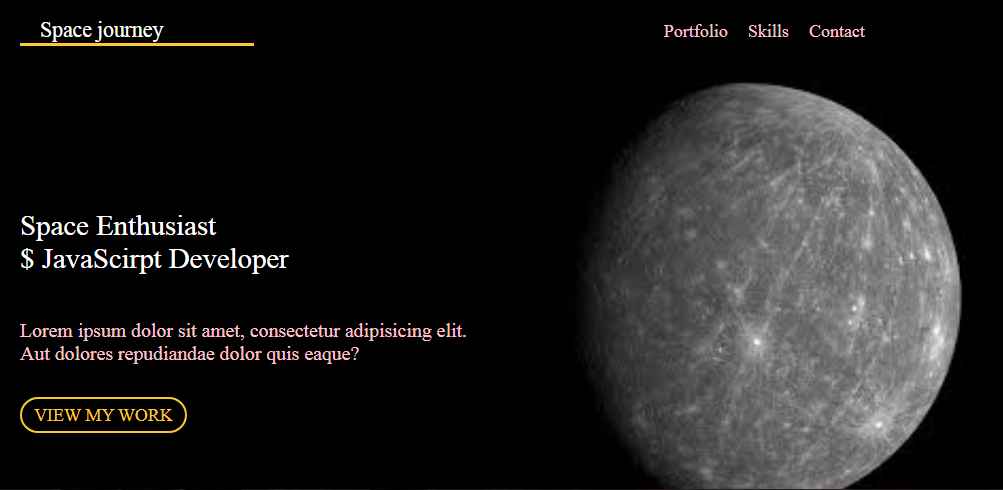 Space journey
Portfolio Skills Contact
Space Enthusiast
$ JavaScirpt Developer
Lorem ipsum dolor sit amet, consectetur adipisicing elit.
Aut dolores repudiandae dolor quis eaque?
VIEW MY WORK